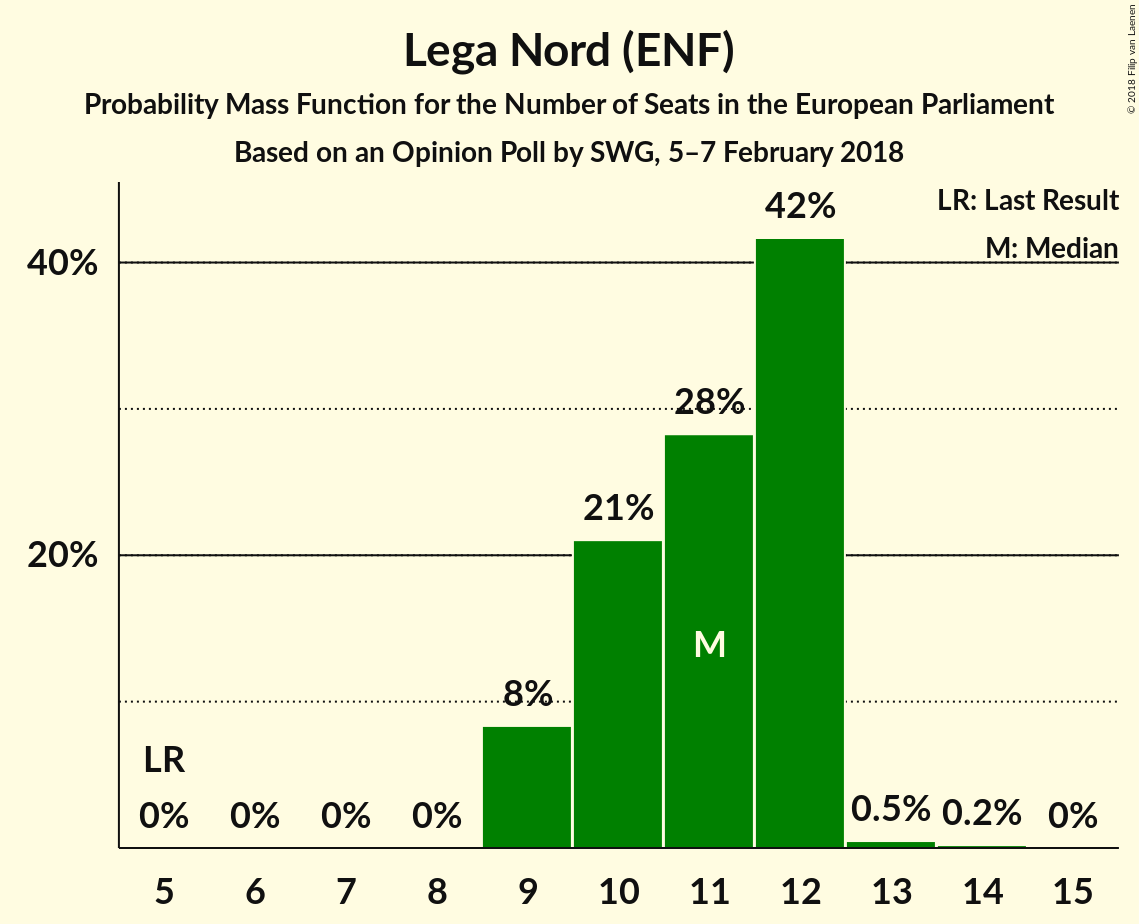 Lega Nord (ENF)
Probability Mass Function for the Number of Seats in the European Parliament
Based on an Opinion Poll by SWG, 5–7 February 2018
© 2018 Filip van Laenen
LR: Last Result
M: Median
42%
40%
28%
21%
20%
M
8%
LR
0% 0% 0% 0% 0.5% 0.2% 0%
5 6 7 8 9 10 11 12 13 14 15